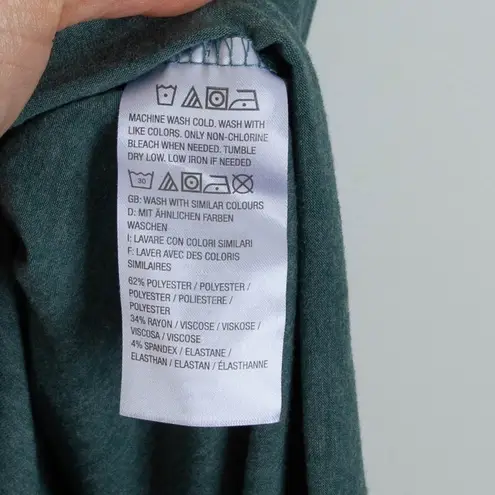 MACHINE WASH COLD. WASH WITH
LIKE COLORS. ONLY NON-CHLORINE
BLEACH WHEN NEEDED. TUMBLE
DRY LOW. LOW IRON IF NEEDED
30
GB: WASH WITH SIMILAR COLOURS
D: MIT ÄHNLICHEN FARBEN
WASCHEN
I: LAVARE CON COLORI SIMILARI
F: LAVER AVEC DES COLORIS
SIMILAIRES
62% POLYESTER / POLYESTER /
POLYESTER / POLIESTERE /
POLYESTER
34% RAYON / VISCOSE / VISKOSE /
VISCOSA / VISCOSE
4% SPANDEX / ELASTANE /
ELASTHAN / ELASTAN / ÉLASTHANNE